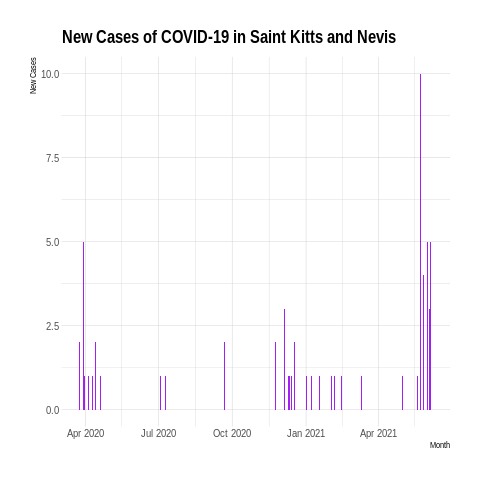 New Cases of COVID-19 in Saint Kitts and Nevis
New Cases
10.0
7.5
5.0
2.5
0.0
Apr 2020 Jul 2020 Oct 2020 Jan 2021 Apr 2021
Month